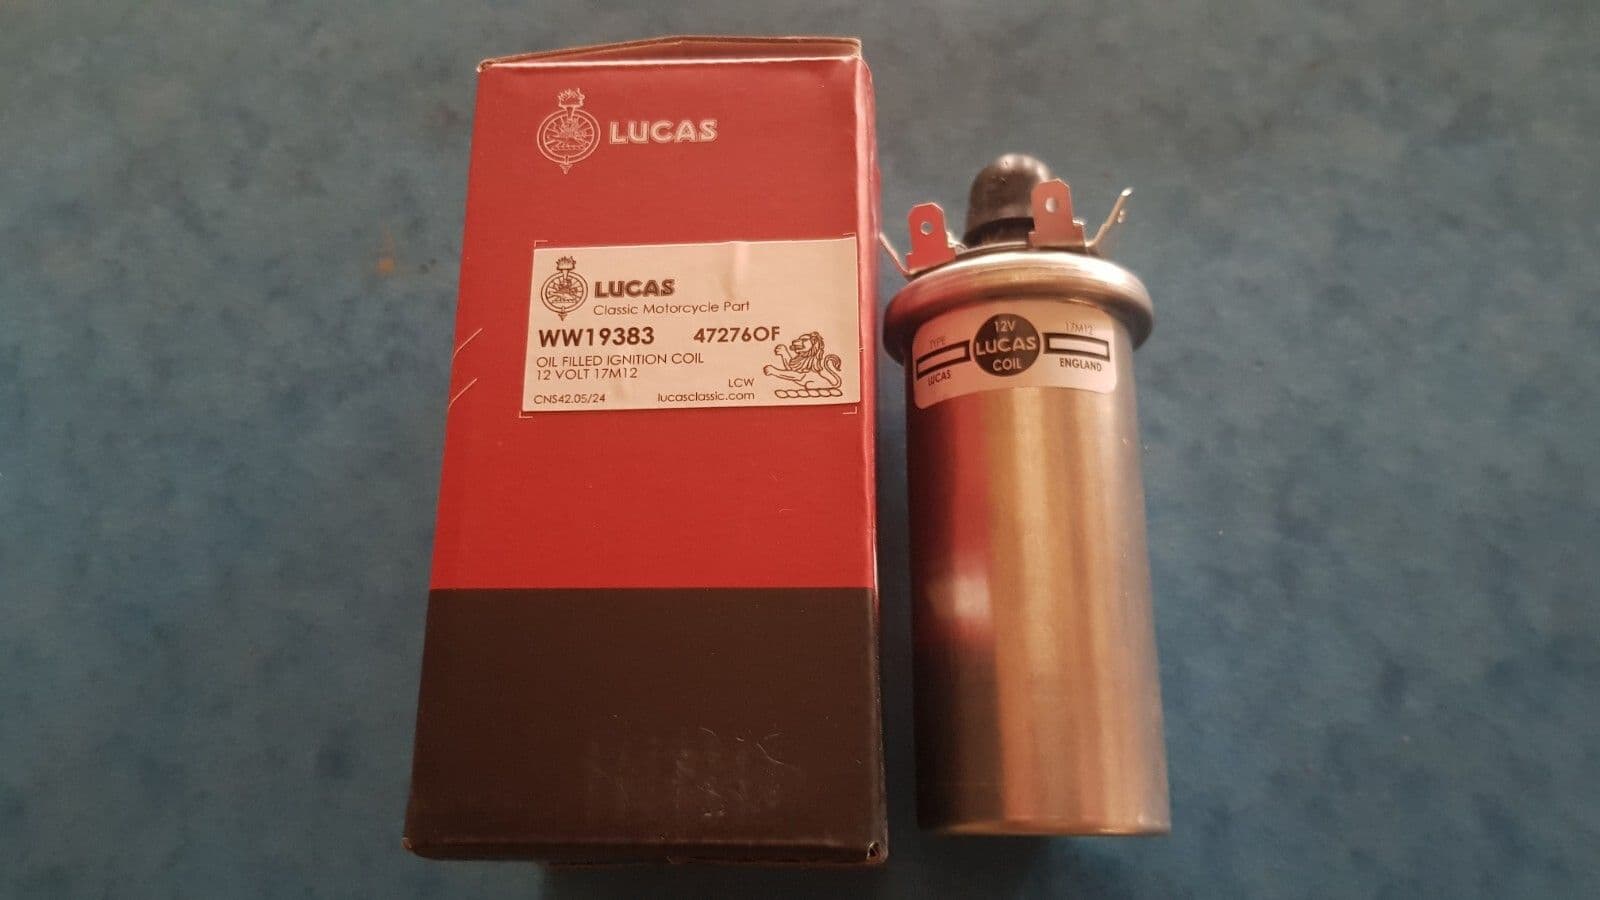 LUCAS
LUCAS
Classic Motorcycle Part
WW19383 47276OF
OIL FILLED IGNITION COIL
12 VOLT 17M12
LCW
CNS42.05/24 lucasclassic.com
TYPE 12V 17M12
LUCAS
LUCAS COIL ENGLAND